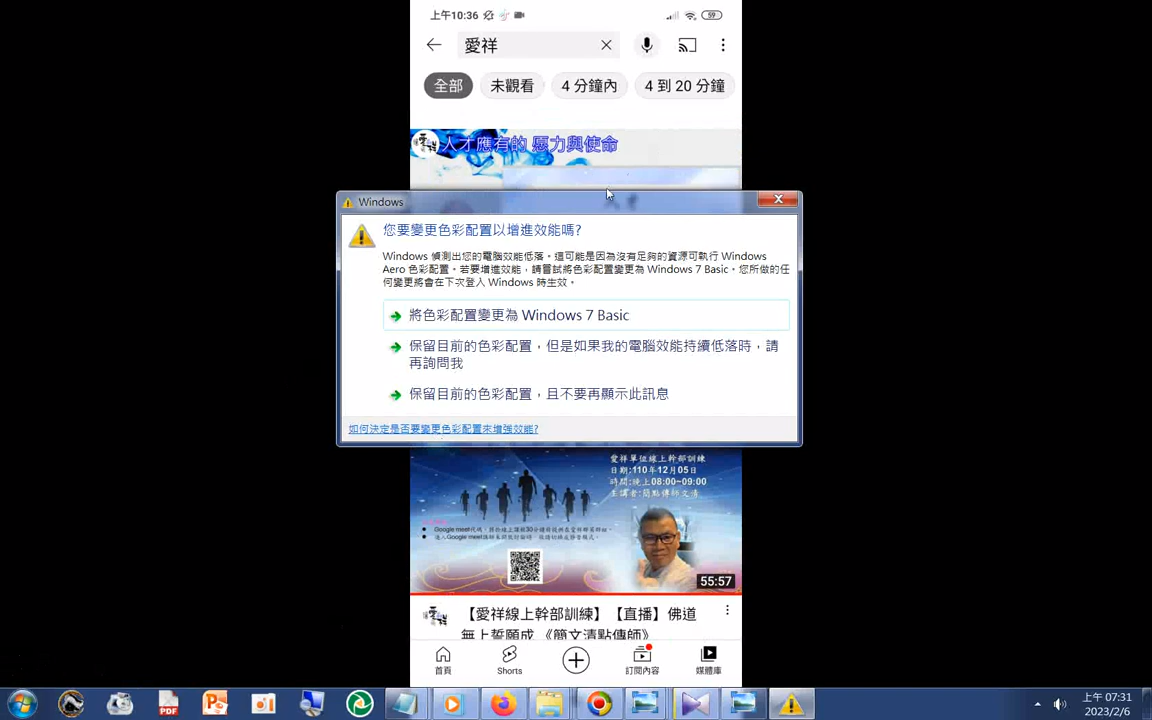 上午10:36
59
愛祥
全部
未觀看
4 分鐘內
4 到 20 分鐘
人才應有的 愿力與使命
Windows
您要變更色彩配置以增進效能嗎?
Windows 偵測出您的電腦效能低落。這可能是因為沒有足夠的資源可執行 Windows
Aero 色彩配置。若要增進效能，請嘗試將色彩配置變更為 Windows 7 Basic。您所做的任
何變更將會在下次登入 Windows 時生效。
將色彩配置變更為 Windows 7 Basic
保留目前的色彩配置，但是如果我的電腦效能持續低落時，請
再詢問我
保留目前的色彩配置，且不要再顯示此訊息
如何決定是否要變更色彩配置來增強效能?
愛祥單位線上幹部訓練
日期:110年12月05日
時間:晚上08:00~09:00
主講者:簡點傳師文清
55:57
【愛祥線上幹部訓練】【直播】佛道
無上誓願成 《簡文清點傳師》
首頁
Shorts
訂閱內容
媒體庫
PDF
上午 07:31
2023/2/6